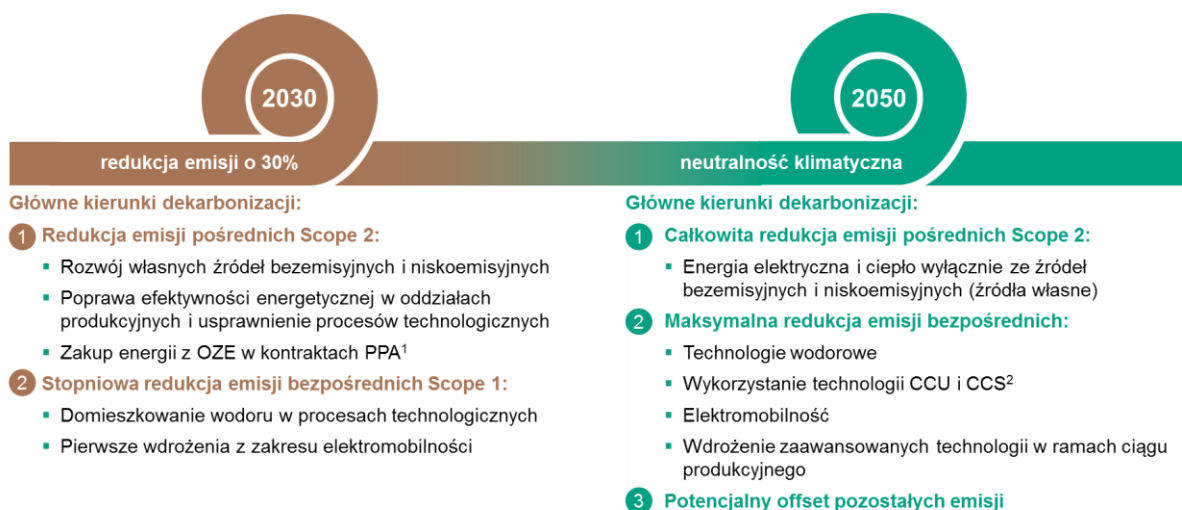 2030
redukcja emisji o 30%
Główne kierunki dekarbonizacji:
1 Redukcja emisji pośrednich Scope 2:
▪ Rozwój własnych źródeł bezemisyjnych i niskoemisyjnych
▪ Poprawa efektywności energetycznej w oddziałach
produkcyjnych i usprawnienie procesów technologicznych
▪ Zakup energii z OZE w kontraktach PPA¹
2 Stopniowa redukcja emisji bezpośrednich Scope 1:
▪ Domieszkowanie wodoru w procesach technologicznych
▪ Pierwsze wdrożenia z zakresu elektromobilności
2050
neutralność klimatyczna
Główne kierunki dekarbonizacji:
1 Całkowita redukcja emisji pośrednich Scope 2:
▪ Energia elektryczna i ciepło wyłącznie ze źródeł
bezemisyjnych i niskoemisyjnych (źródła własne)
2 Maksymalna redukcja emisji bezpośrednich:
▪ Technologie wodorowe
▪ Wykorzystanie technologii CCU i CCS²
▪ Elektromobilność
▪ Wdrożenie zaawansowanych technologii w ramach ciągu
produkcyjnego
3 Potencjalny offset pozostałych emisji